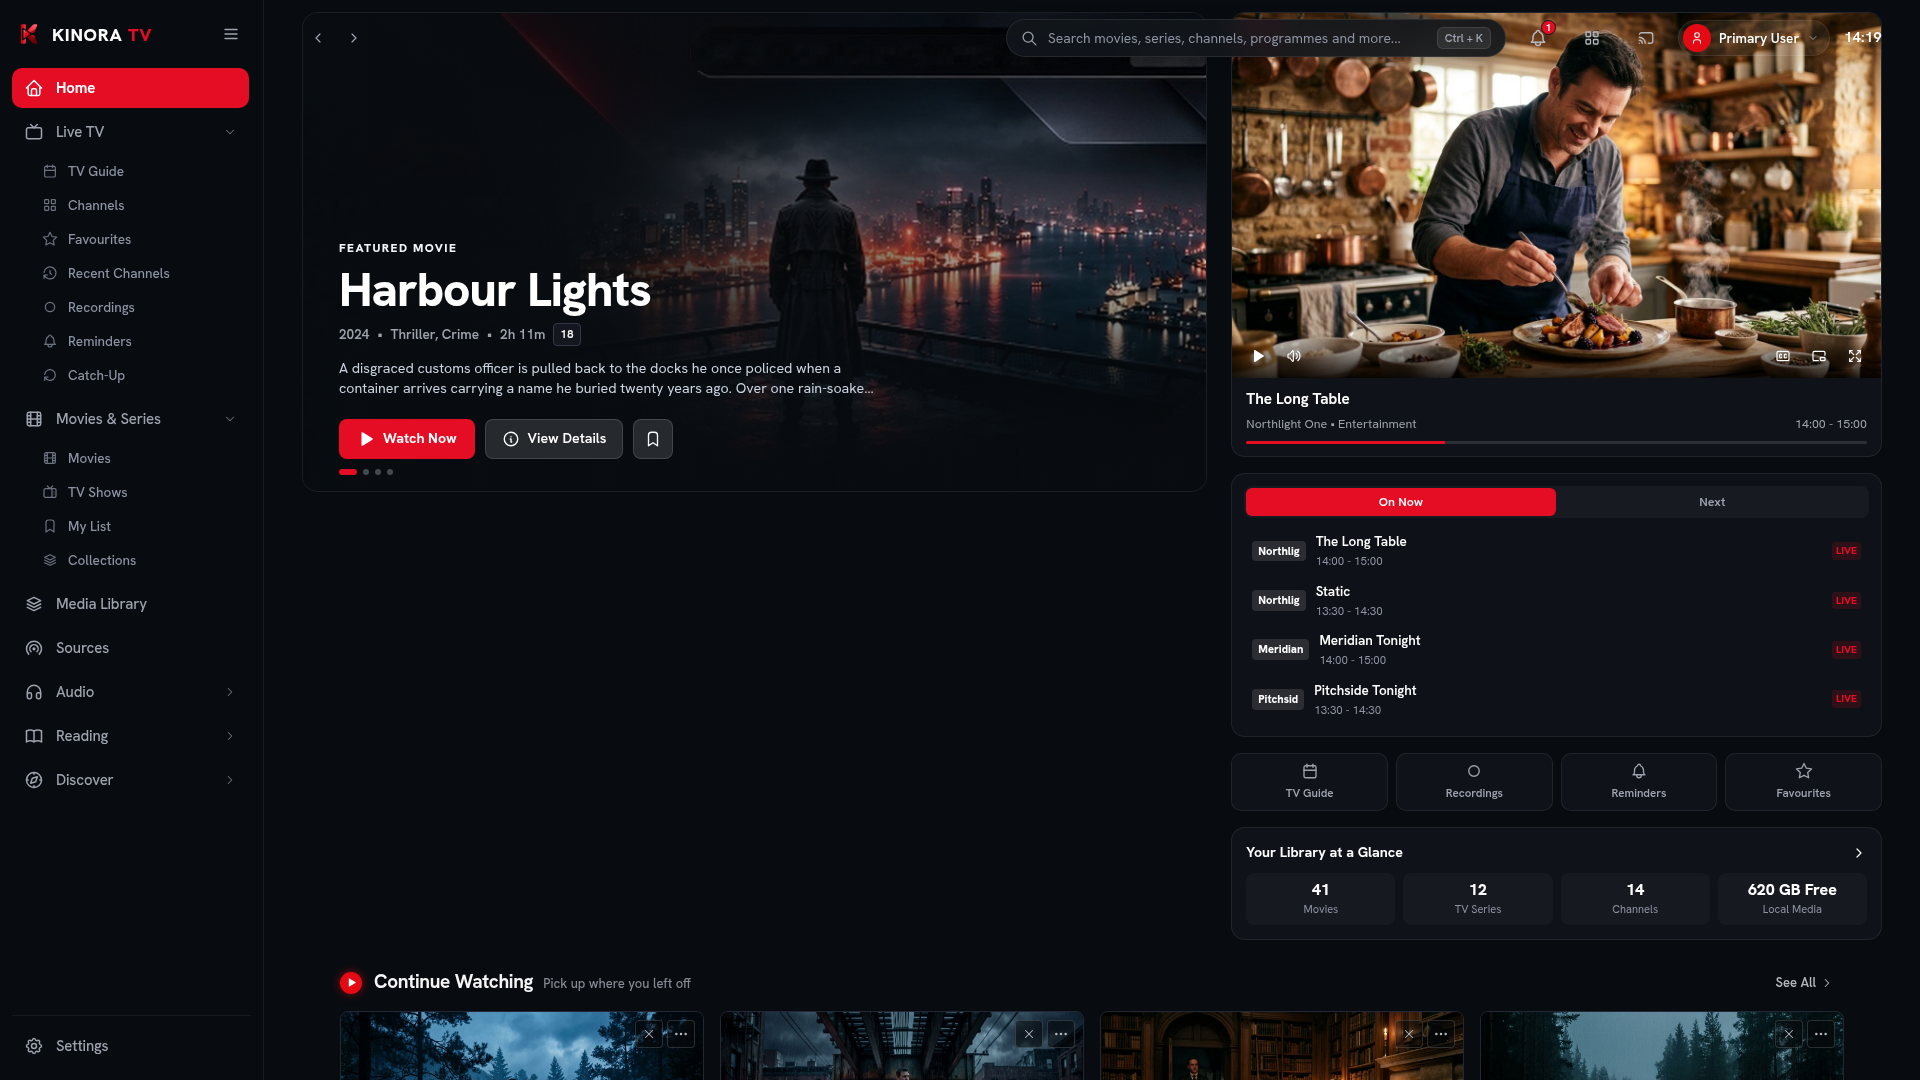 KINORA TV
Home
Live TV
TV Guide
Channels
Favourites
Recent Channels
Recordings
Reminders
Catch-Up
Movies & Series
Movies
TV Shows
My List
Collections
Media Library
Sources
Audio
Reading
Discover
Settings
Search movies, series, channels, programmes and more...
Ctrl + K
1
Primary User
14:19
FEATURED MOVIE
Harbour Lights
2024 • Thriller, Crime • 2h 11m 18
A disgraced customs officer is pulled back to the docks he once policed when a
container arrives carrying a name he buried twenty years ago. Over one rain-soake...
Watch Now
View Details
The Long Table
Northlight One • Entertainment
14:00 - 15:00
On Now
Next
Northlig
The Long Table
14:00 - 15:00
LIVE
Northlig
Static
13:30 - 14:30
LIVE
Meridian
Meridian Tonight
14:00 - 15:00
LIVE
Pitchsid
Pitchside Tonight
13:30 - 14:30
LIVE
TV Guide
Recordings
Reminders
Favourites
Your Library at a Glance
41
Movies
12
TV Series
14
Channels
620 GB Free
Local Media
Continue Watching
Pick up where you left off
See All